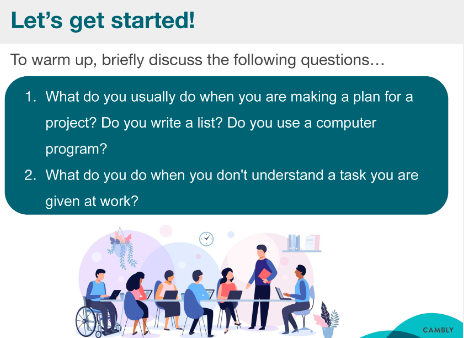 Let's get started!
To warm up, briefly discuss the following questions…
1. What do you usually do when you are making a plan for a
project? Do you write a list? Do you use a computer
program?
2. What do you do when you don't understand a task you are
given at work?
CAMBLY